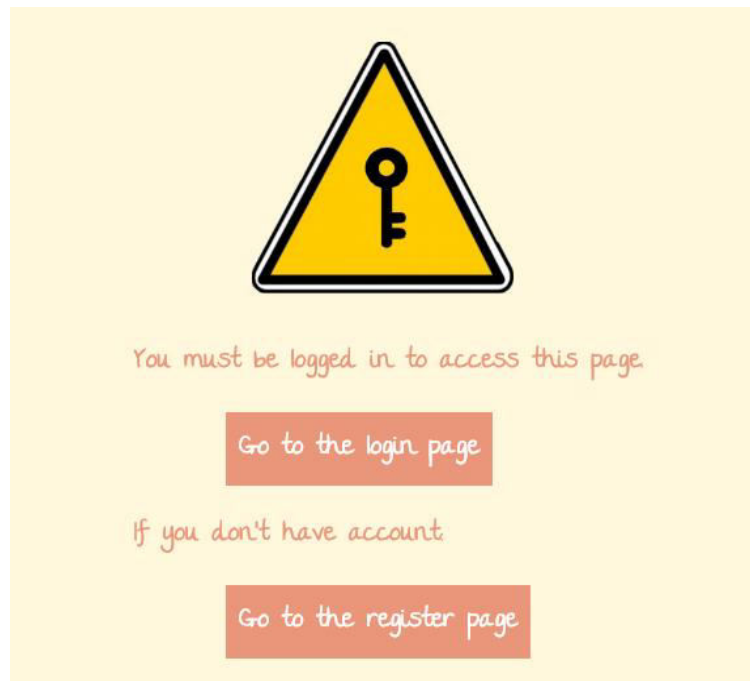 You must be logged in to access this page.
Go to the login page
If you don't have account.
Go to the register page